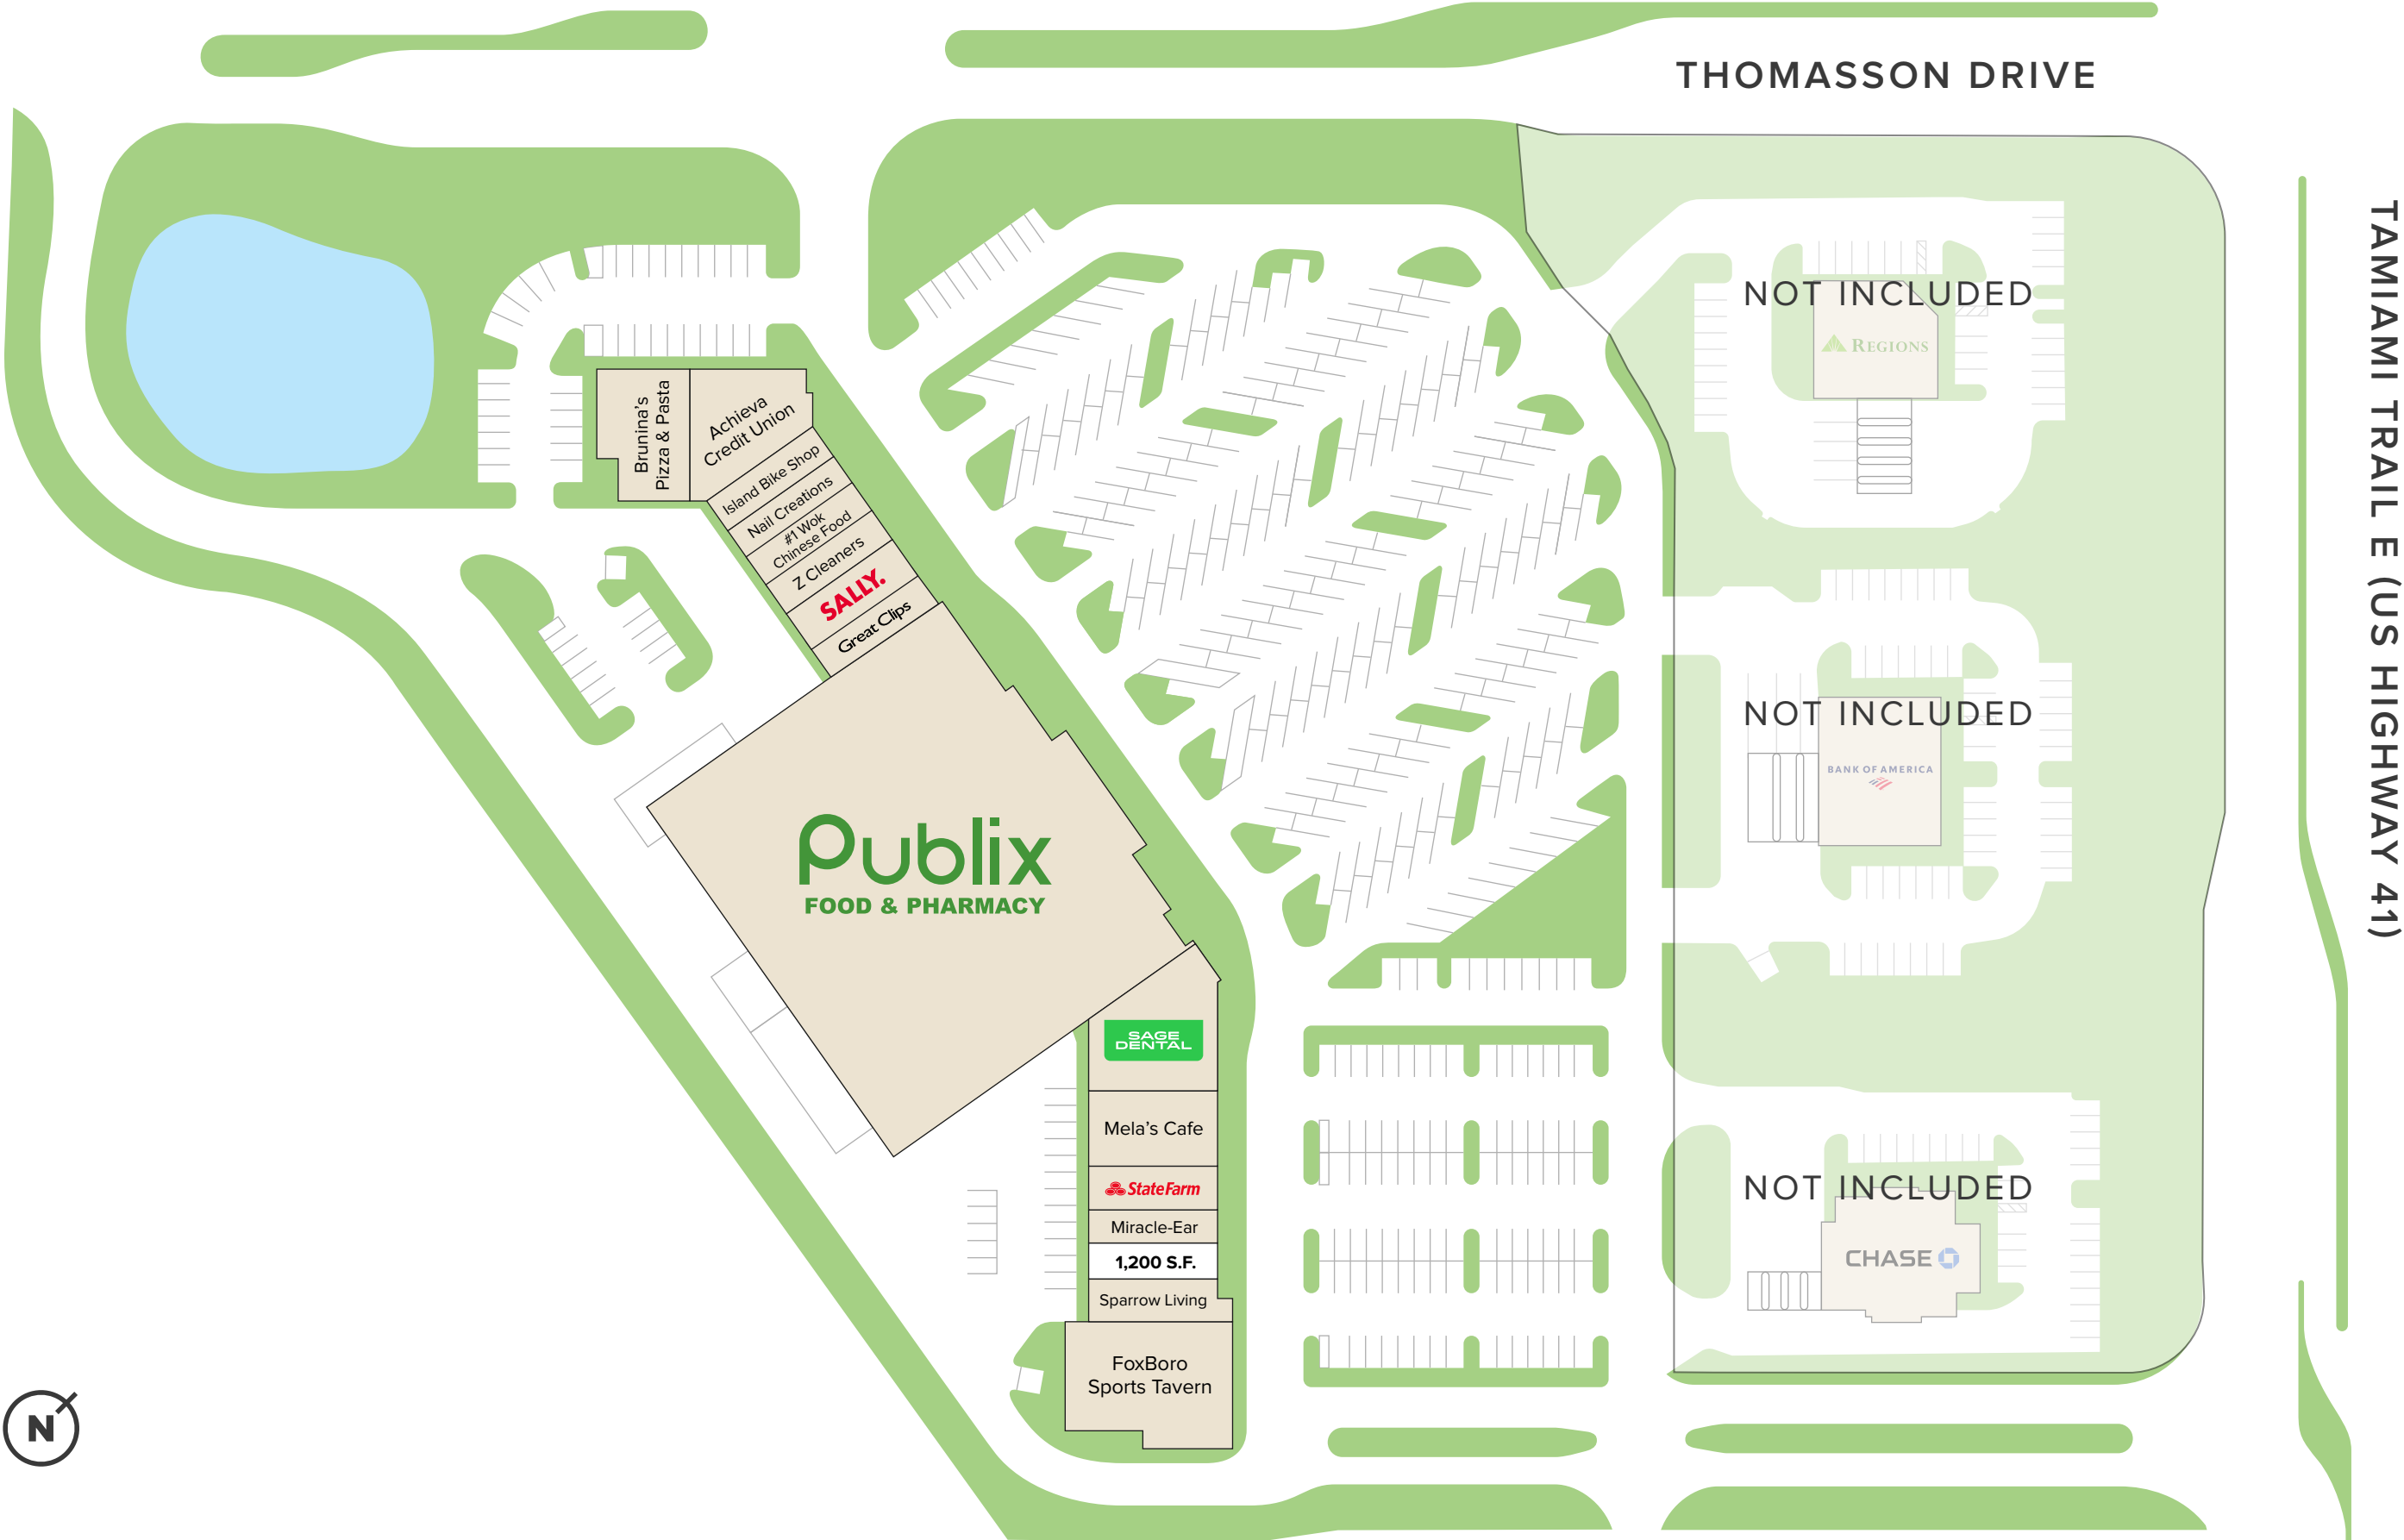 THOMASSON DRIVE
TAMIAMI TRAIL E (US HIGHWAY 41)
NOT INCLUDED
REGIONS
Brunina's
Pizza & Pasta
Achieva
Credit Union
Island Bike Shop
Nail Creations
#1 Wok
Chinese Food
Z Cleaners
SALLY.
Great Clips
NOT INCLUDED
BANK OF AMERICA
Publix
FOOD & PHARMACY
SAGE
DENTAL
Mela's Cafe
StateFarm
Miracle-Ear
1,200 S.F.
Sparrow Living
FoxBoro
Sports Tavern
NOT INCLUDED
CHASE
N